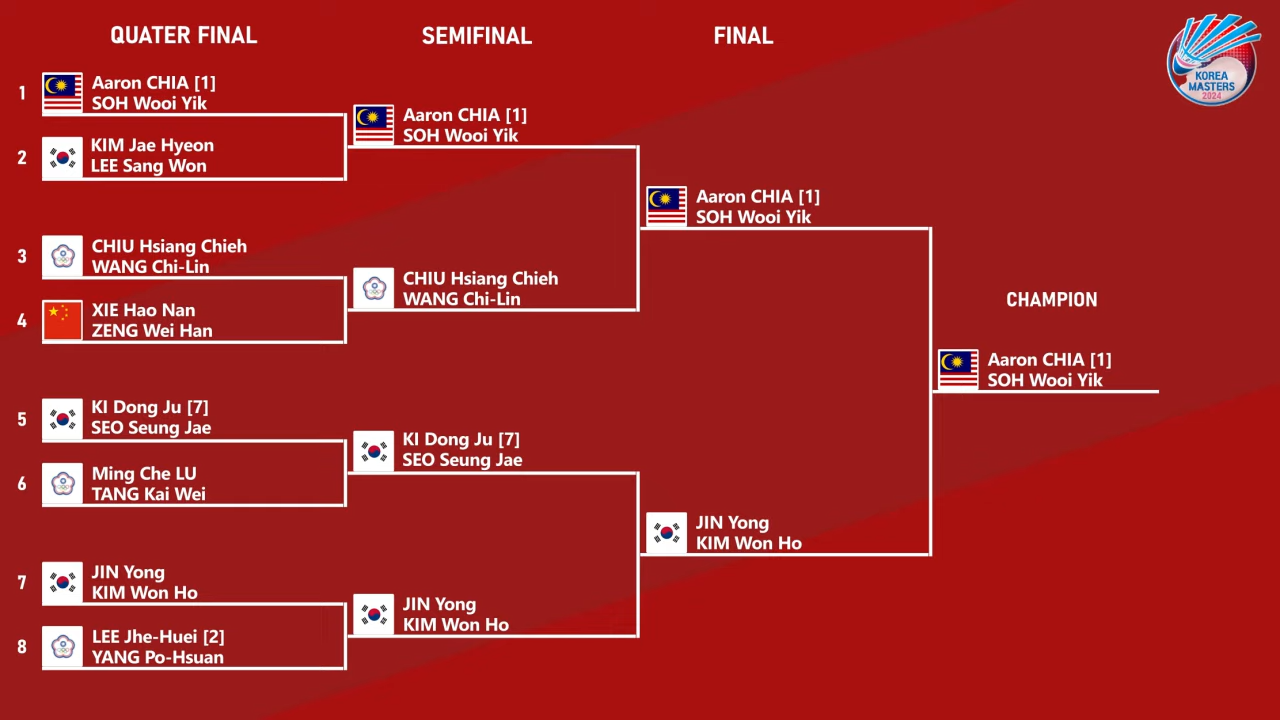 QUATER FINAL
SEMIFINAL
FINAL
KOREA
MASTERS
2024
1
Aaron CHIA [1]
SOH Wooi Yik
2
KIM Jae Hyeon
LEE Sang Won
3
CHIU Hsiang Chieh
WANG Chi-Lin
4
XIE Hao Nan
ZENG Wei Han
5
KI Dong Ju [7]
SEO Seung Jae
6
Ming Che LU
TANG Kai Wei
7
JIN Yong
KIM Won Ho
8
LEE Jhe-Huei [2]
YANG Po-Hsuan
Aaron CHIA [1]
SOH Wooi Yik
CHIU Hsiang Chieh
WANG Chi-Lin
KI Dong Ju [7]
SEO Seung Jae
JIN Yong
KIM Won Ho
Aaron CHIA [1]
SOH Wooi Yik
JIN Yong
KIM Won Ho
CHAMPION
Aaron CHIA [1]
SOH Wooi Yik